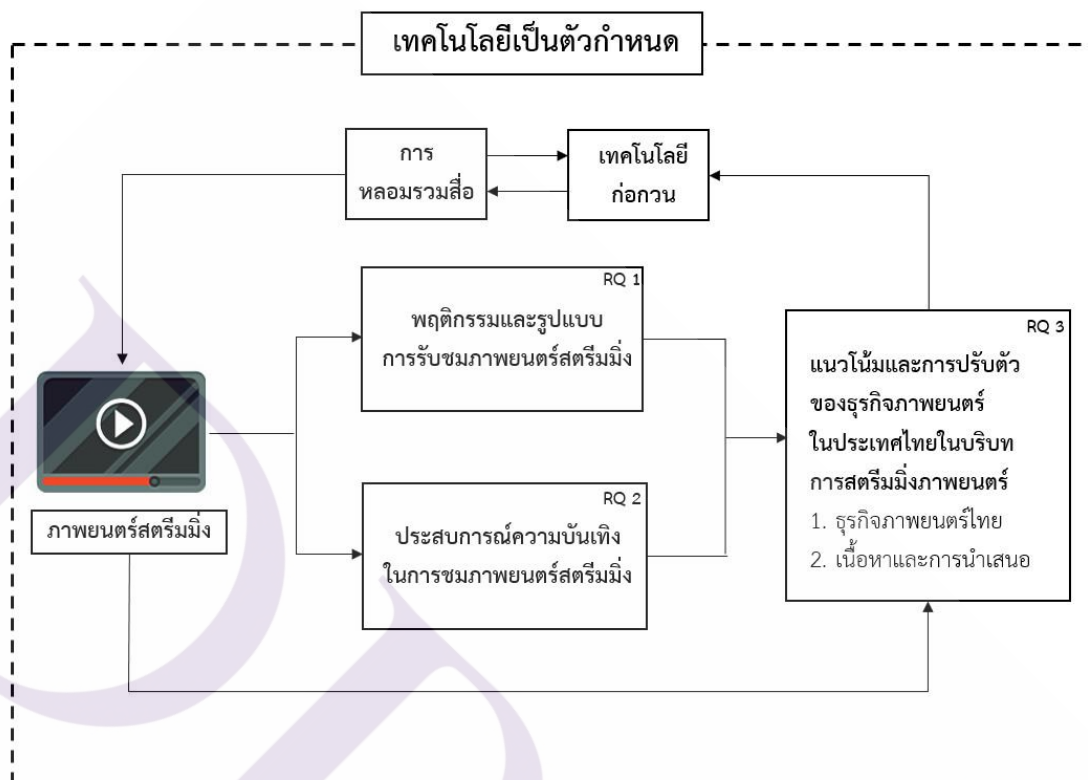 เทคโนโลยีเป็นตัวกำหนด
การ
หลอมรวมสื่อ
เทคโนโลยี
ก่อกวน
RQ 1
พฤติกรรมและรูปแบบ
การรับชมภาพยนตร์สตรีมมิ่ง
RQ 3
แนวโน้มและการปรับตัว
ของธุรกิจภาพยนตร์
ในประเทศไทยในบริบท
การสตรีมมิ่งภาพยนตร์
1. ธุรกิจภาพยนตร์ไทย
2. เนื้อหาและการนำเสนอ
ภาพยนตร์สตรีมมิ่ง
RQ 2
ประสบการณ์ความบันเทิง
ในการชมภาพยนตร์สตรีมมิ่ง